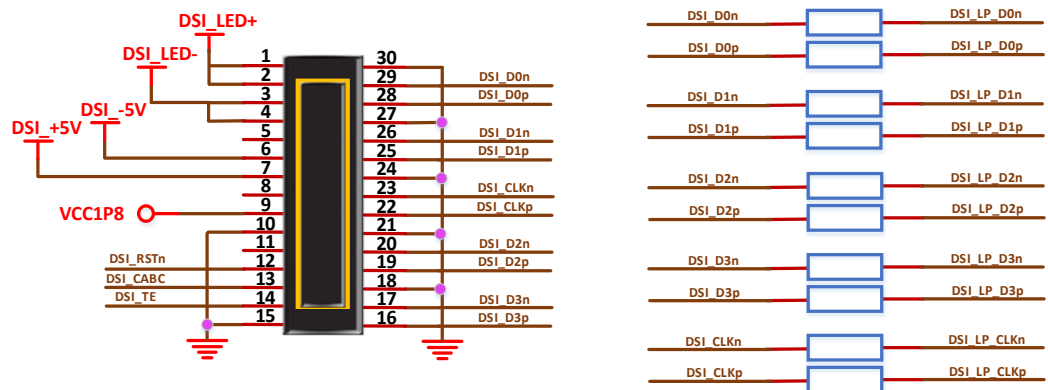 DSI_LED+
DSI_LED-
DSI_-5V
DSI_+5V
VCC1P8
DSI_RSTn
DSI_CABC
DSI_TE
1
2
3
4
5
6
7
8
9
10
11
12
13
14
15
30
29
28
27
26
25
24
23
22
21
20
19
18
17
16
DSI_D0n
DSI_D0p
DSI_D1n
DSI_D1p
DSI_CLKn
DSI_CLKp
DSI_D2n
DSI_D2p
DSI_D3n
DSI_D3p
DSI_D0n DSI_LP_D0n
DSI_D0p DSI_LP_D0p
DSI_D1n DSI_LP_D1n
DSI_D1p DSI_LP_D1p
DSI_D2n DSI_LP_D2n
DSI_D2p DSI_LP_D2p
DSI_D3n DSI_LP_D3n
DSI_D3p DSI_LP_D3p
DSI_CLKn DSI_LP_CLKn
DSI_CLKp DSI_LP_CLKp